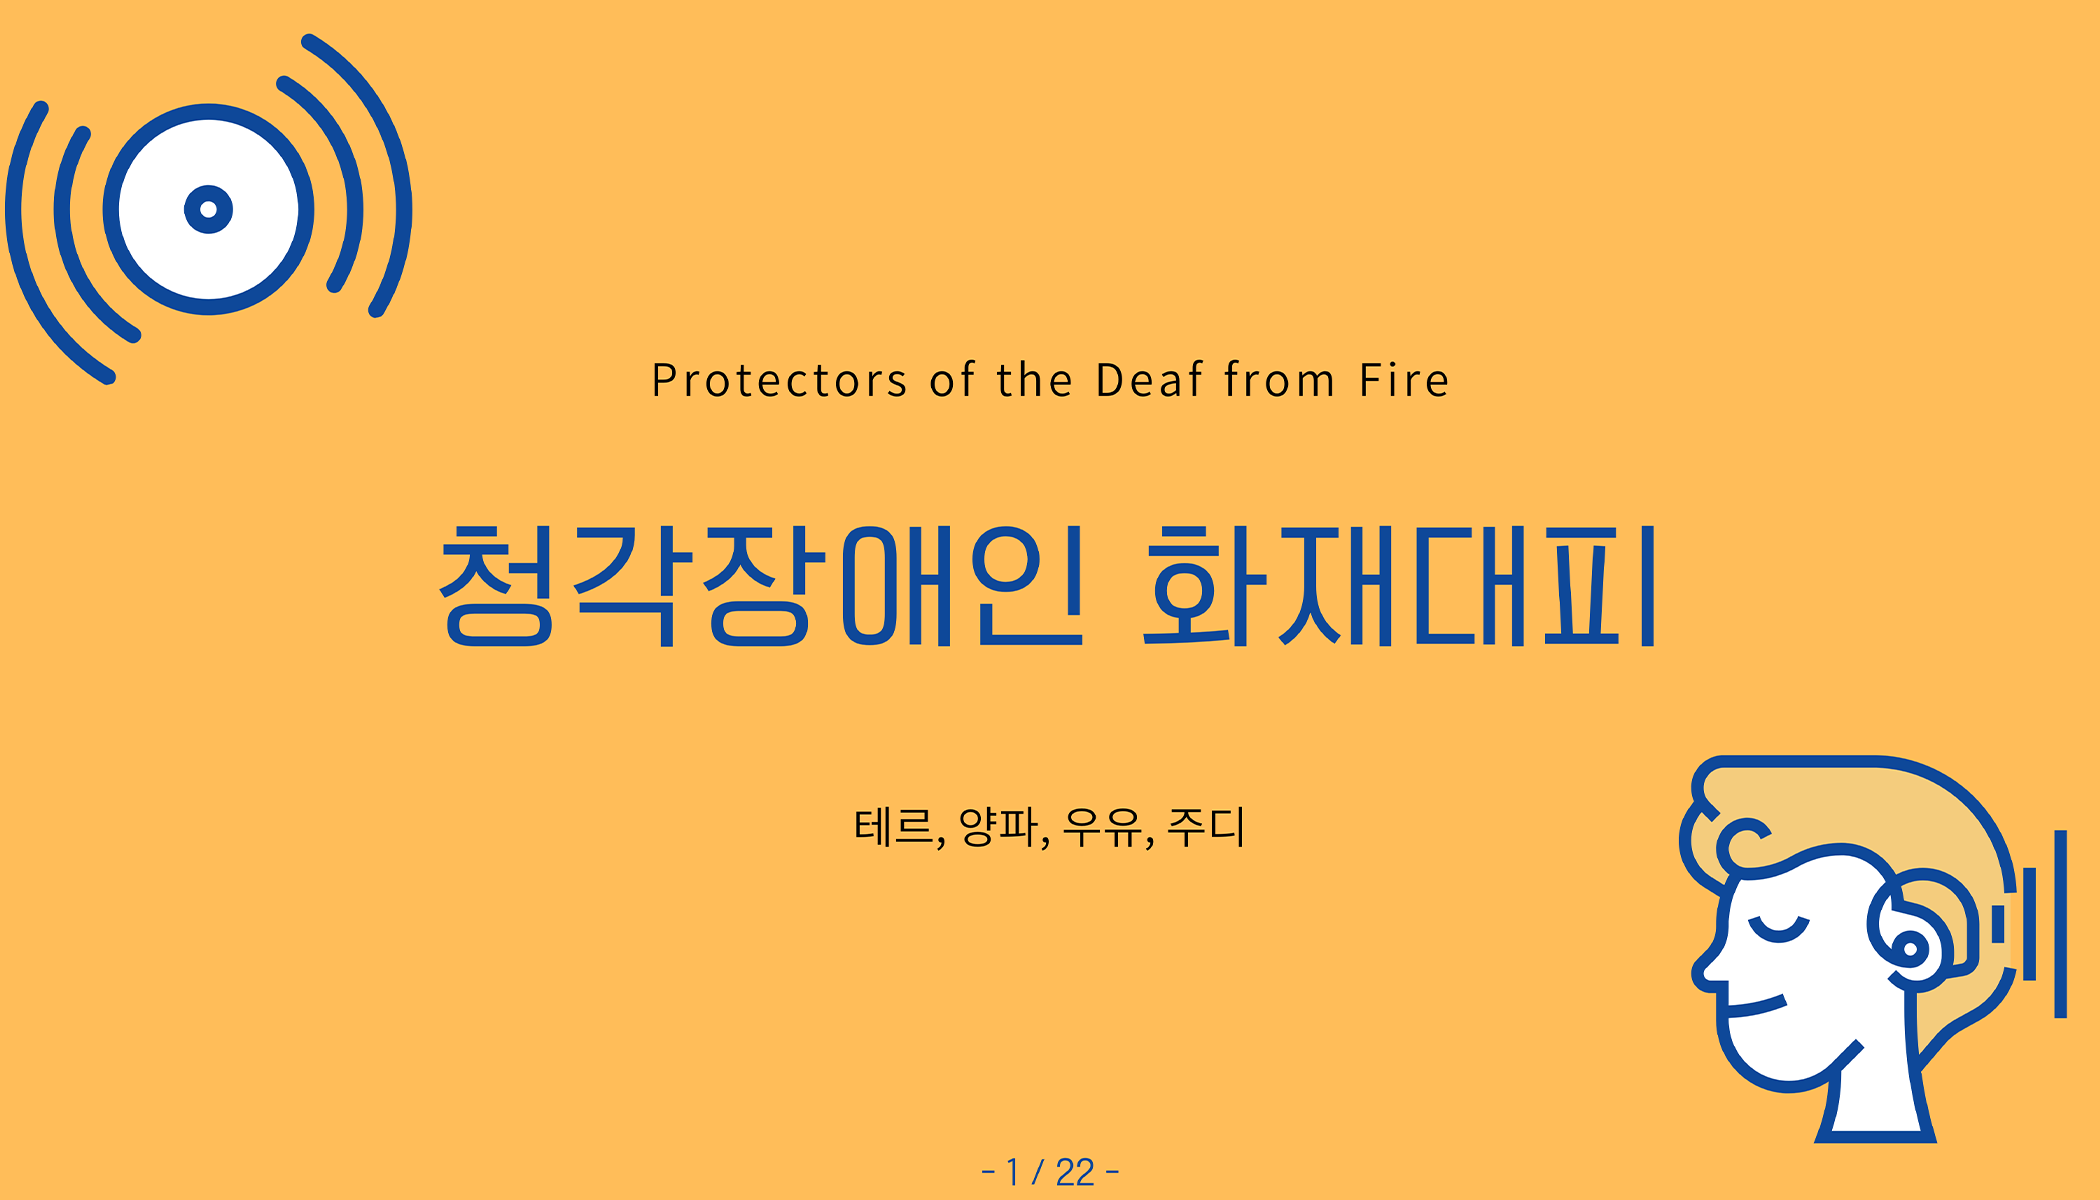 Protectors of the Deaf from Fire
청각장애인 화재대피
테르, 양파, 우유, 주디
- 1 / 22 -